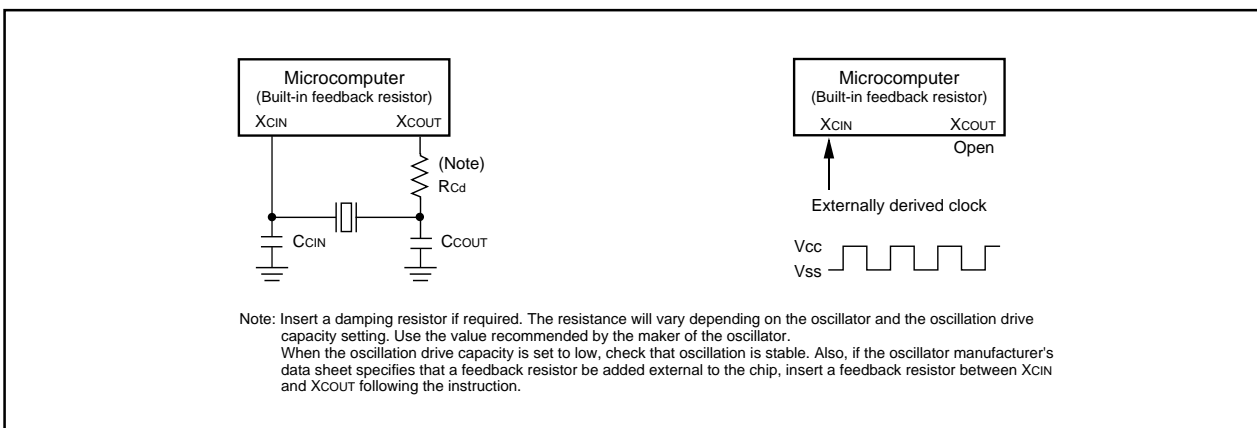 Microcomputer
(Built-in feedback resistor)
XCIN XCOUT
(Note)
RCd
CCIN CCOUT
Microcomputer
(Built-in feedback resistor)
XCIN XCOUT
Open
Externally derived clock
Vcc
Vss
Note: Insert a damping resistor if required. The resistance will vary depending on the oscillator and the oscillation drive
capacity setting. Use the value recommended by the maker of the oscillator.
When the oscillation drive capacity is set to low, check that oscillation is stable. Also, if the oscillator manufacturer's
data sheet specifies that a feedback resistor be added external to the chip, insert a feedback resistor between XCIN
and XCOUT following the instruction.